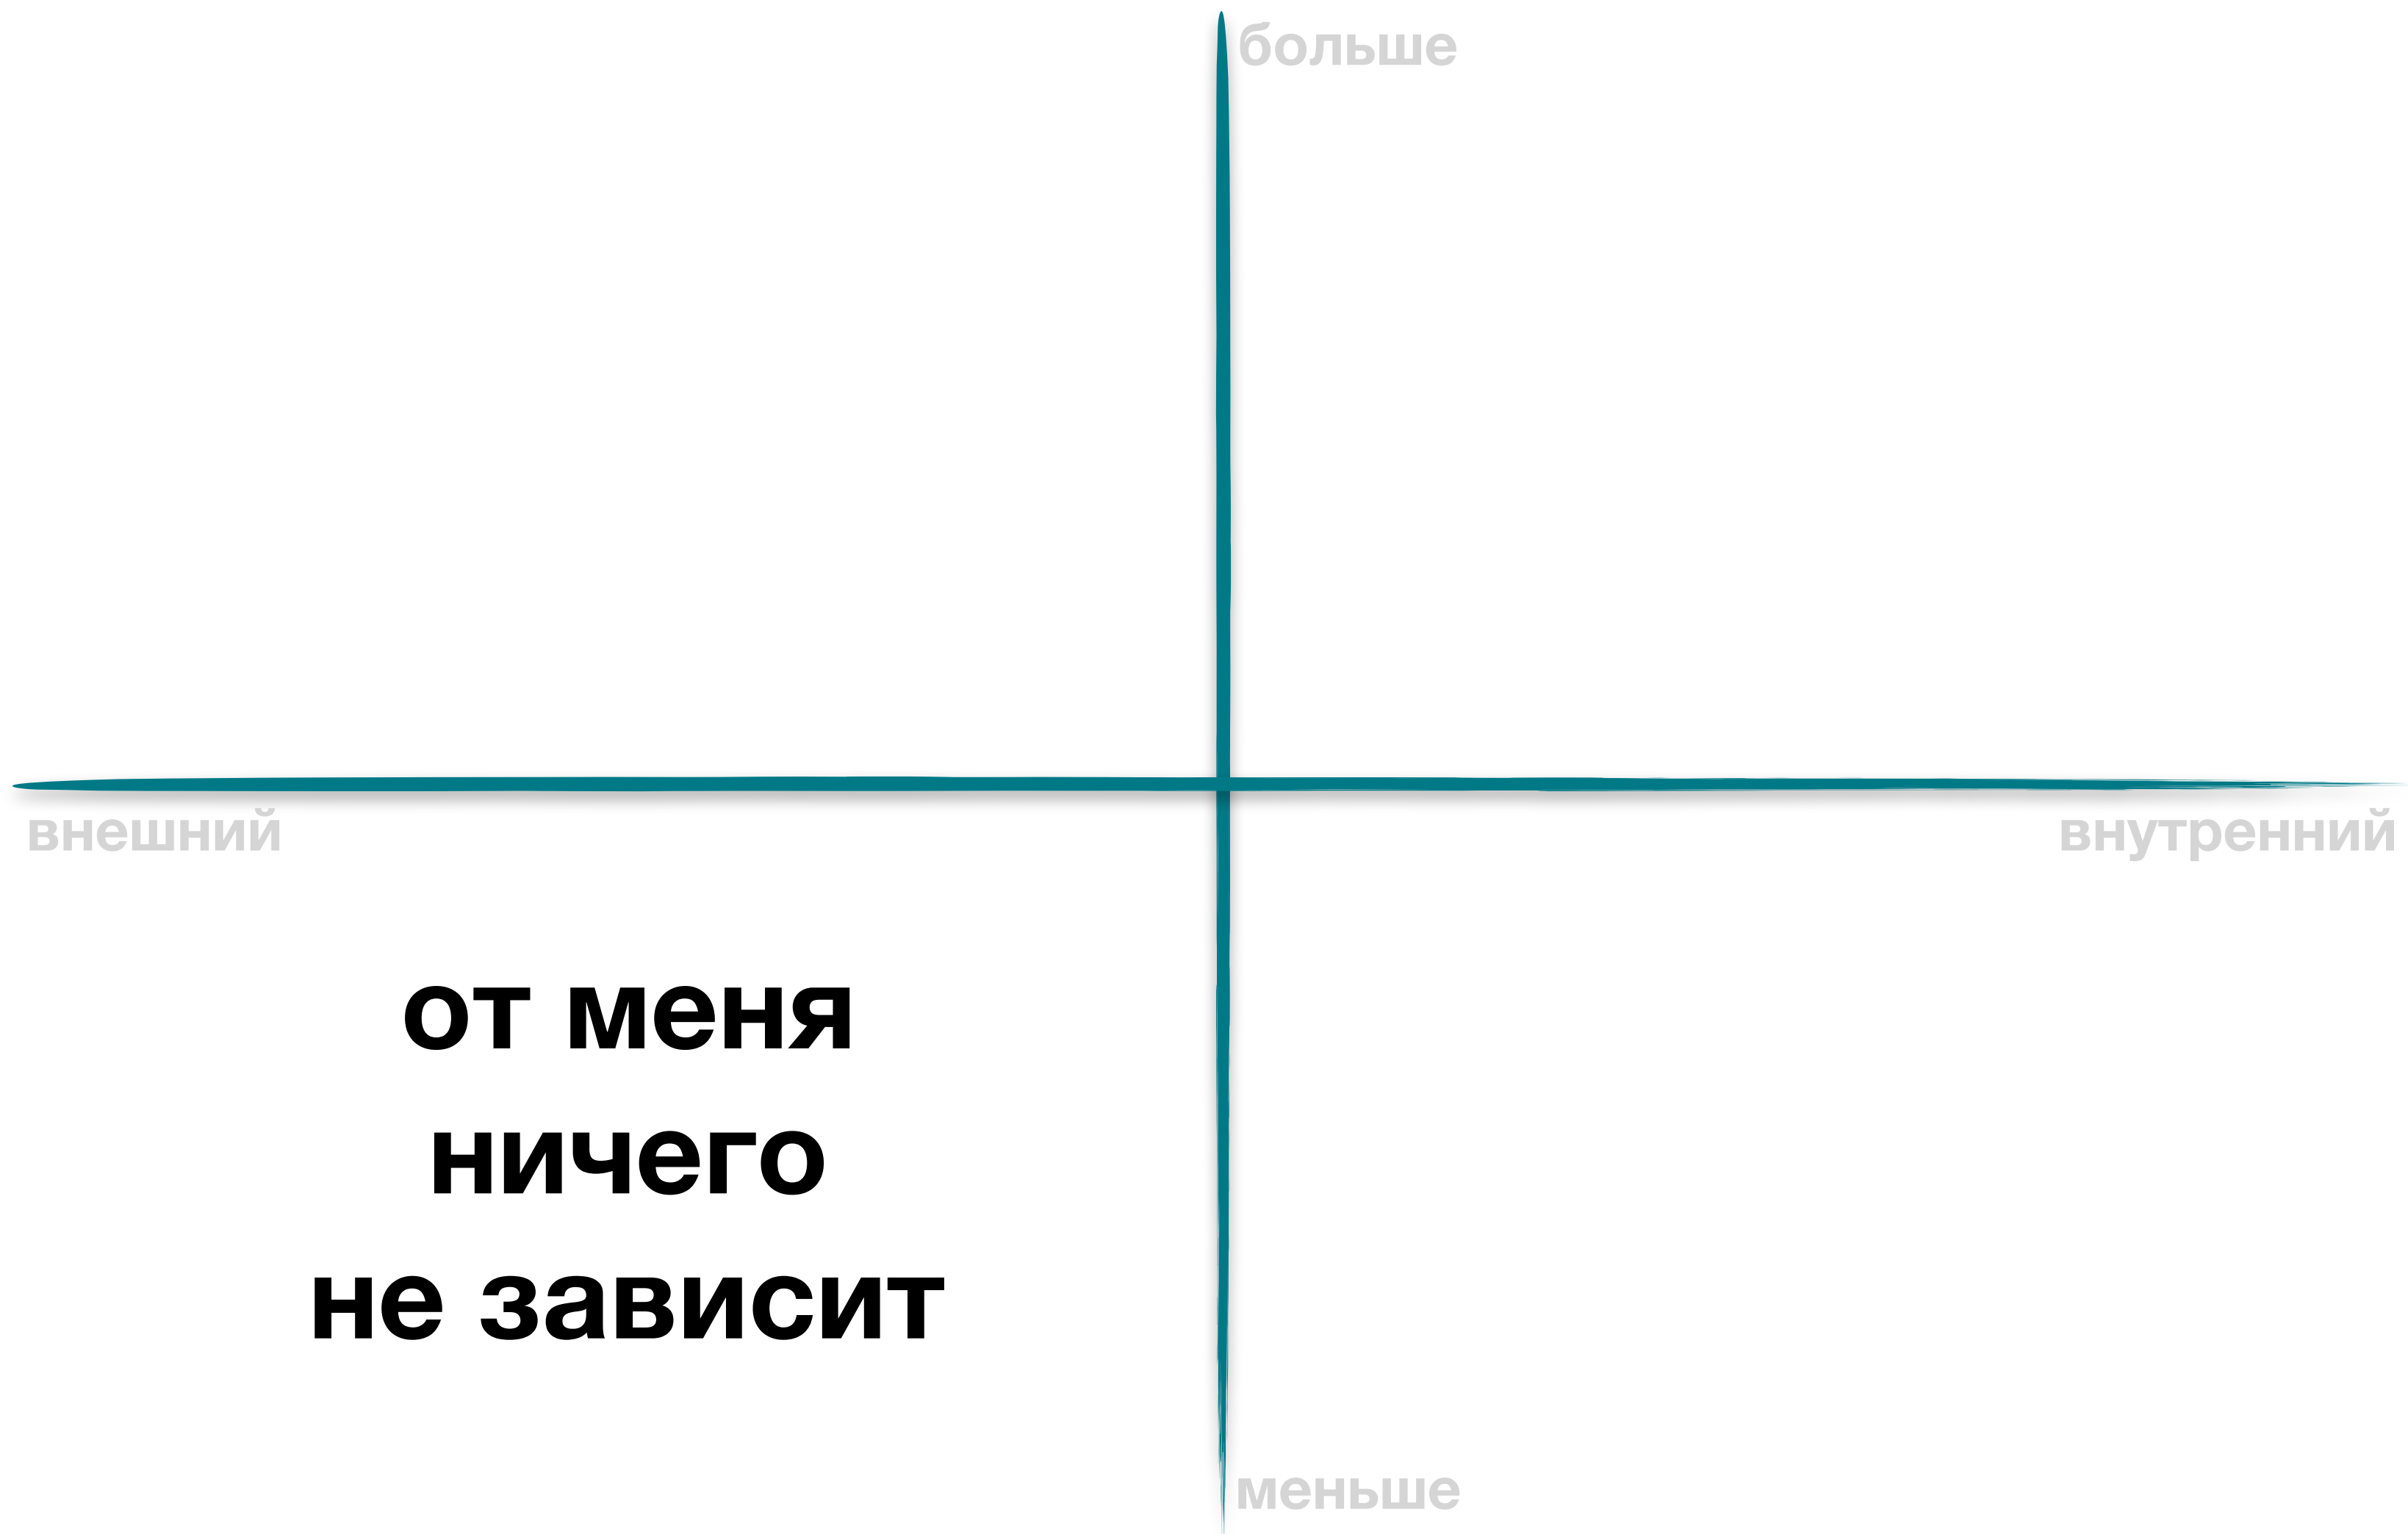 больше
внешний
внутренний
от меня
ничего
не зависит
меньше